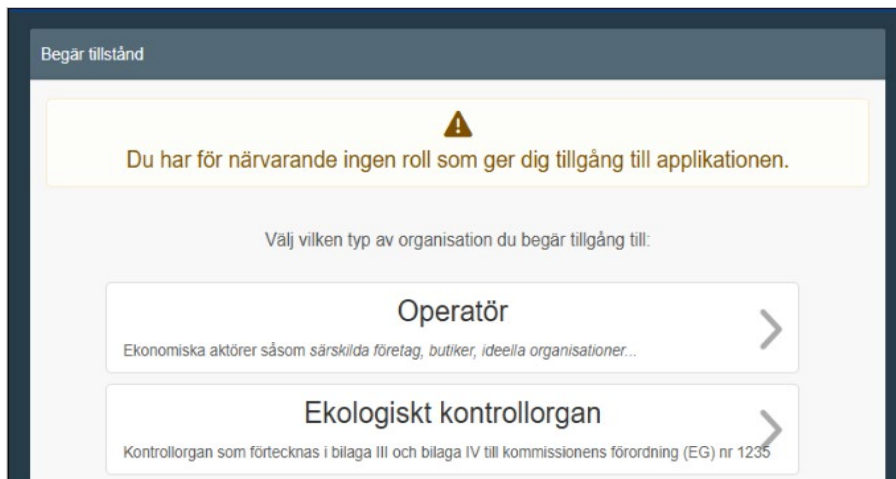 Begär tillstånd
Du har för närvarande ingen roll som ger dig tillgång till applikationen.
Välj vilken typ av organisation du begär tillgång till:
Operatör
Ekonomiska aktörer såsom särskilda företag, butiker, ideella organisationer...
Ekologiskt kontrollorgan
Kontrollorgan som förtecknas i bilaga III och bilaga IV till kommissionens förordning (EG) nr 1235